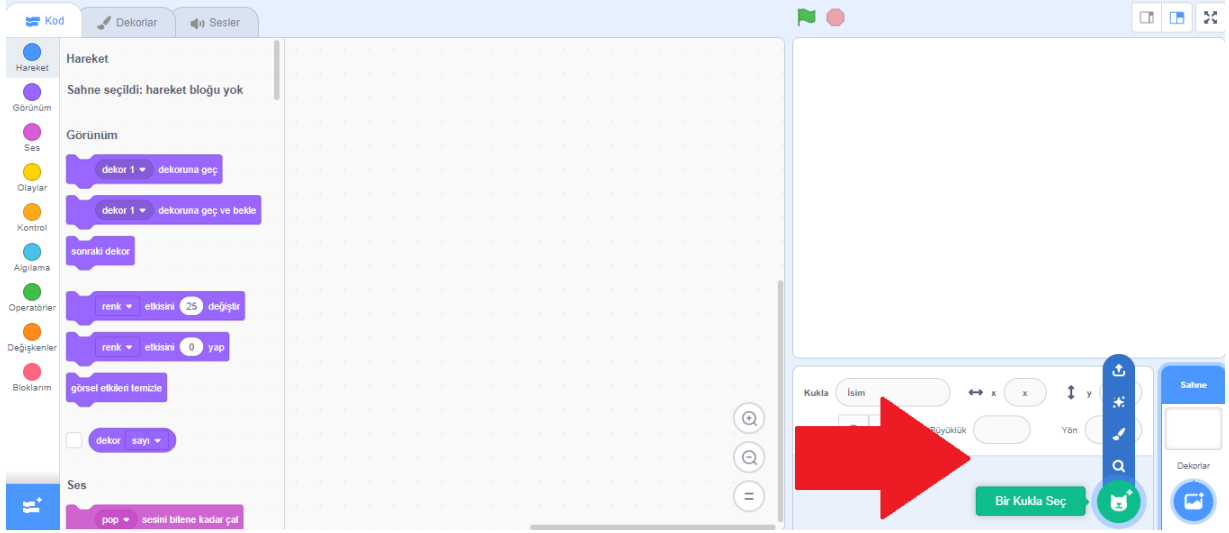 Kod
Dekorlar
Sesler
Hareket
Görünüm
Ses
Olaylar
Kontrol
Algılama
Operatörler
Değişkenler
Bloklarım
Hareket
Sahne seçildi: hareket bloğu yok
Görünüm
dekor 1 dekoruna geç
dekor 1 dekoruna geç ve bekle
sonraki dekor
renk etkisini 25 değiştir
renk etkisini 0 yap
görsel etkileri temizle
dekor sayı
Ses
pop sesini bitene kadar çal
Kukla İsim x x y
Büyüklük Yön
Bir Kukla Seç
Sahne
Dekorlar